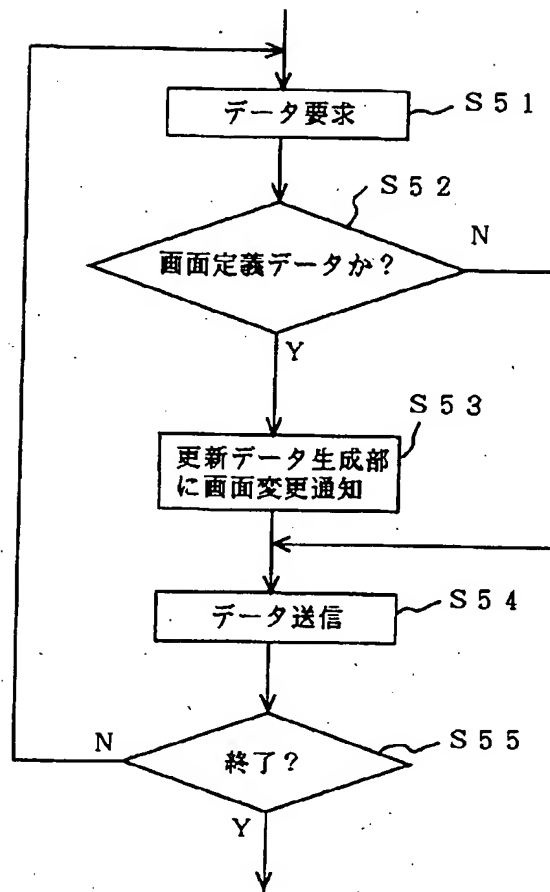 データ要求
S51
S52
画面定義データか?
N
Y
S53
更新データ生成部
に画面変更通知
データ送信
S54
N
終了?
S55
Y